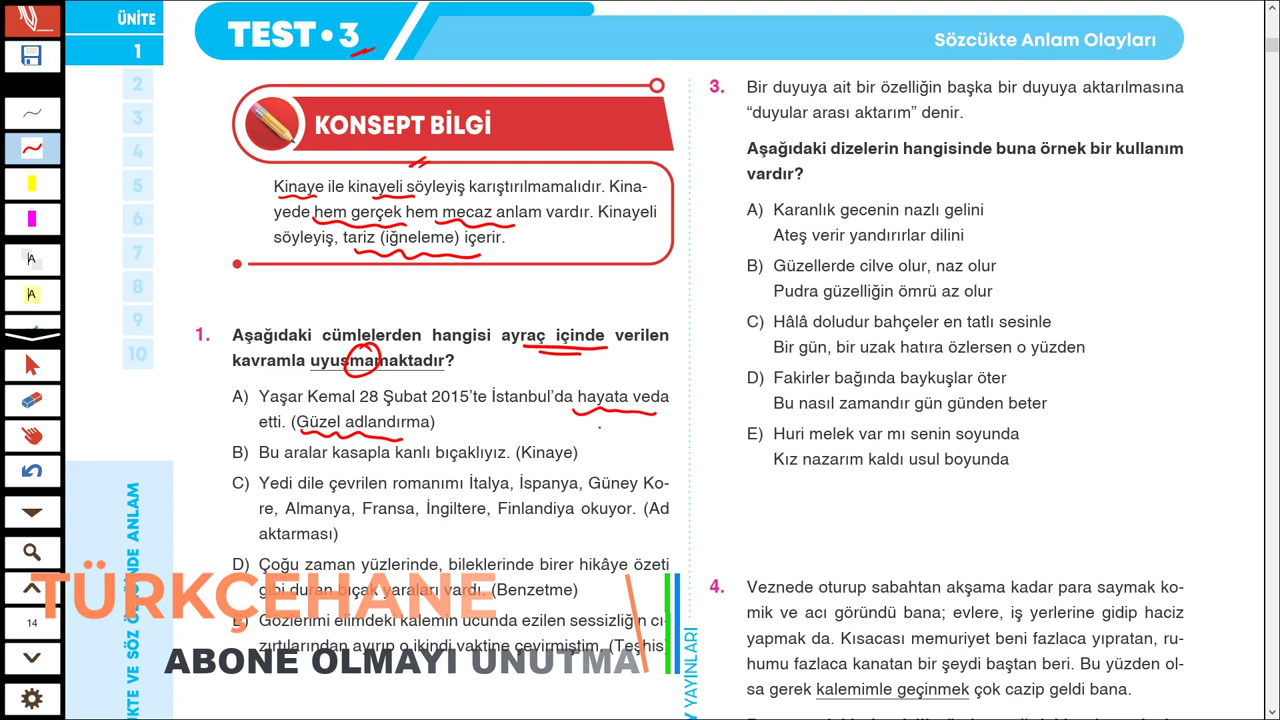 ÜNİTE
1
2
3
4
5
6
7
8
9
10
TEST • 3
Sözcükte Anlam Olayları
KONSEPT BİLGİ
Kinaye ile kinayeli söyleyiş karıştırılmamalıdır. Kina-
yede hem gerçek hem mecaz anlam vardır. Kinayeli
söyleyiş, tariz (iğneleme) içerir.
1. Aşağıdaki cümlelerden hangisi ayraç içinde verilen
kavramla uyuşmamaktadır?
A) Yaşar Kemal 28 Şubat 2015’te İstanbul’da hayata veda
etti. (Güzel adlandırma)
B) Bu aralar kasapla kanlı bıçaklıyız. (Kinaye)
C) Yedi dile çevrilen romanımı İtalya, İspanya, Güney Ko-
re, Almanya, Fransa, İngiltere, Finlandiya okuyor. (Ad
aktarması)
D) Çoğu zaman yüzlerinde, bileklerinde birer hikâye özeti
gibi duran bıçak yaraları vardı. (Benzetme)
E) Gözlerimi elimdeki kalemin ucunda ezilen sessizliğin cı-
zırtılarından ayırıp o ikindi vaktine çevirmiştim. (Teşhis
3. Bir duyuya ait bir özelliğin başka bir duyuya aktarılmasına
“duyular arası aktarım” denir.
Aşağıdaki dizelerin hangisinde buna örnek bir kullanım
vardır?
A) Karanlık gecenin nazlı gelini
Ateş verir yandırırlar dilini
B) Güzellerde cilve olur, naz olur
Pudra güzelliğin ömrü az olur
C) Hâlâ doludur bahçeler en tatlı sesinle
Bir gün, bir uzak hatıra özlersen o yüzden
D) Fakirler bağında baykuşlar öter
Bu nasıl zamandır gün günden beter
E) Huri melek var mı senin soyunda
Kız nazarım kaldı usul boyunda
4. Veznede oturup sabahtan akşama kadar para saymak ko-
mik ve acı göründü bana; evlere, iş yerlerine gidip haciz
yapmak da. Kısacası memuriyet beni fazlaca yıpratan, ru-
humu fazlaca kanatan bir şeydi baştan beri. Bu yüzden ol-
sa gerek kalemimle geçinmek çok cazip geldi bana.
TÜRKÇEHANE
ABONE OLMAYI UNUTMA
YAYINLARI
KTE VE SÖZ ÖBEĞİNDE ANLAM
A
A
14